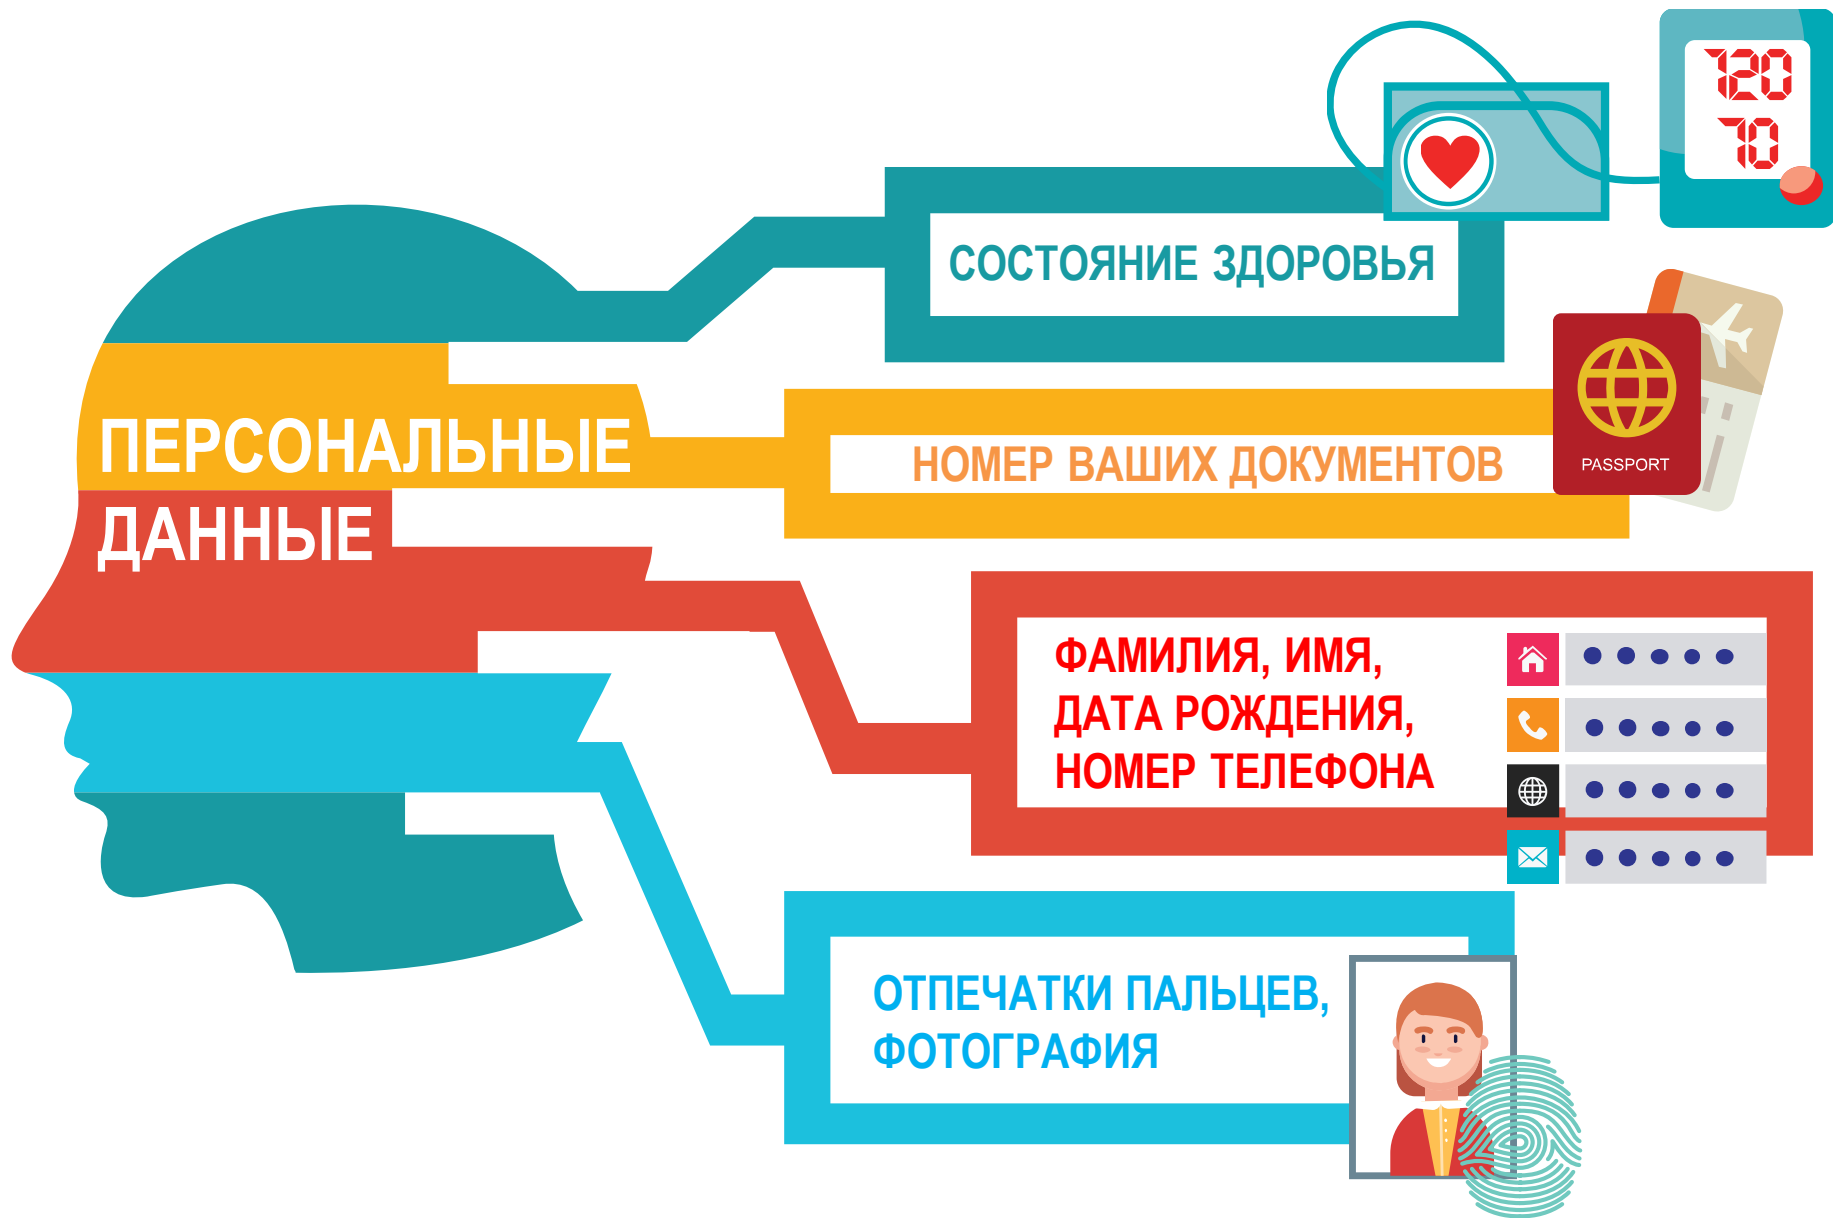 120
70
СОСТОЯНИЕ ЗДОРОВЬЯ
ПЕРСОНАЛЬНЫЕ
ДАННЫЕ
НОМЕР ВАШИХ ДОКУМЕНТОВ
PASSPORT
ФАМИЛИЯ, ИМЯ,
ДАТА РОЖДЕНИЯ,
НОМЕР ТЕЛЕФОНА
ОТПЕЧАТКИ ПАЛЬЦЕВ,
ФОТОГРАФИЯ